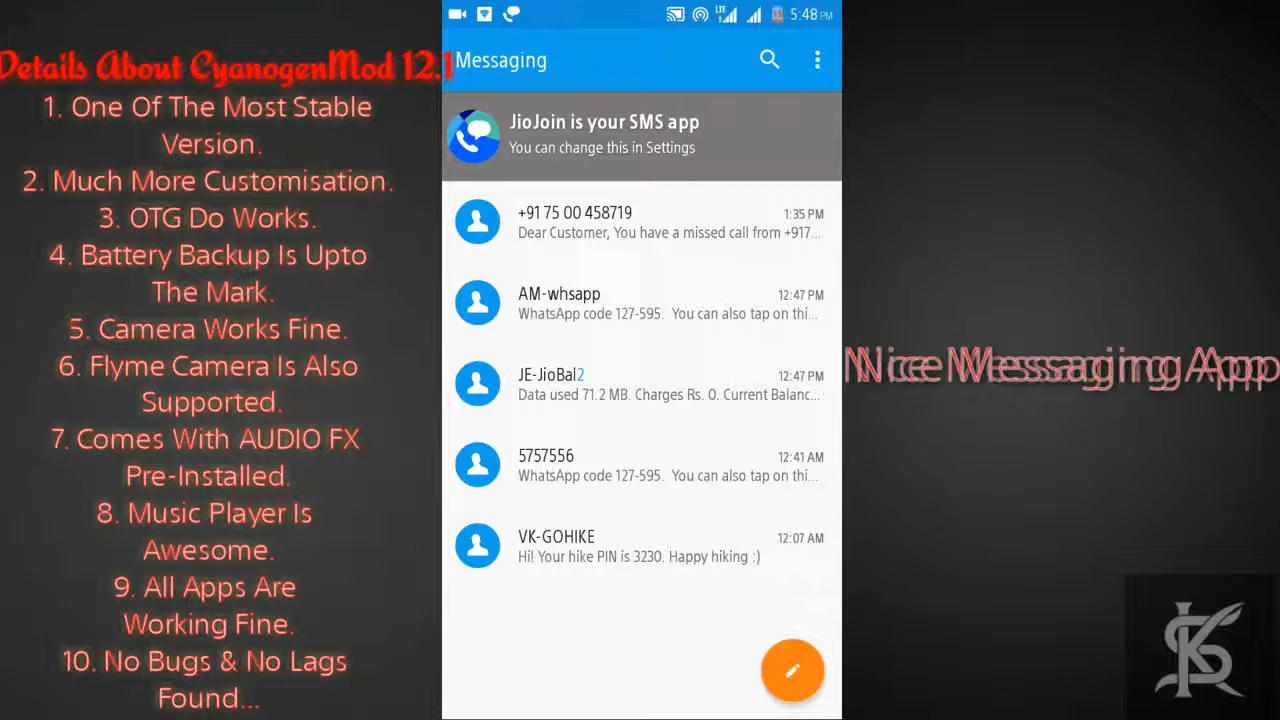 Details About CyanogenMod 12.1
1. One Of The Most Stable
Version.
2. Much More Customisation.
3. OTG Do Works.
4. Battery Backup Is Upto
The Mark.
5. Camera Works Fine.
6. Flyme Camera Is Also
Supported.
7. Comes With AUDIO FX
Pre-Installed.
8. Music Player Is
Awesome.
9. All Apps Are
Working Fine.
10. No Bugs & No Lags
Found...
LTE
5:48 PM
Messaging
JioJoin is your SMS app
You can change this in Settings
+91 75 00 458719
1:35 PM
Dear Customer, You have a missed call from +917...
AM-whsapp
12:47 PM
WhatsApp code 127-595. You can also tap on thi...
JE-JioBal2
12:47 PM
Data used 71.2 MB. Charges Rs. 0. Current Balanc...
5757556
12:41 AM
WhatsApp code 127-595. You can also tap on thi...
VK-GOHIKE
12:07 AM
Hi! Your hike PIN is 3230. Happy hiking :)
Nice Messaging App
KS